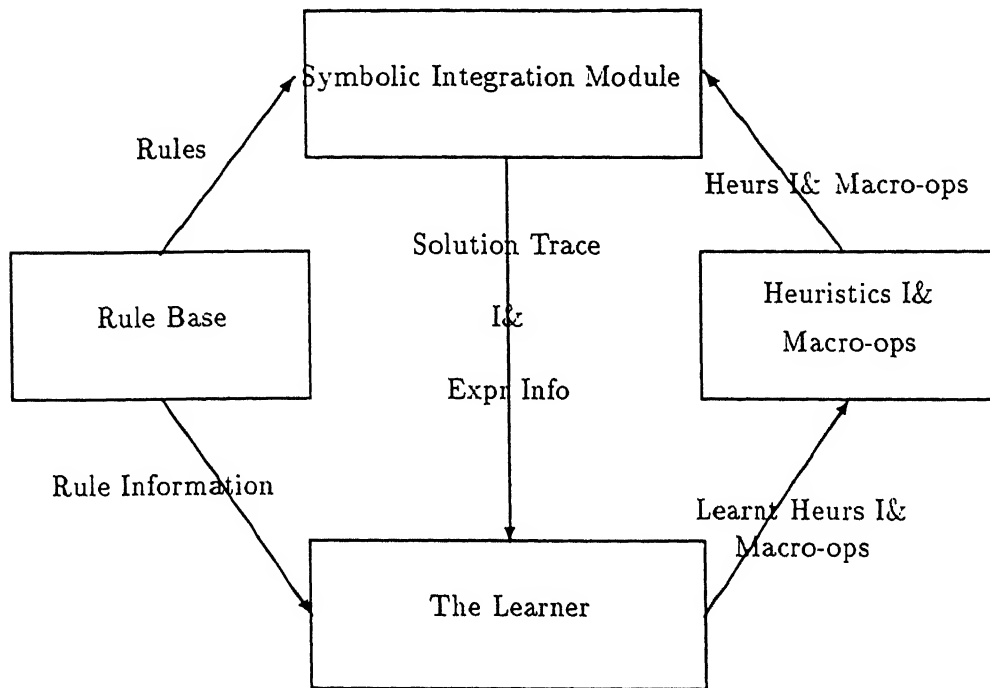 Symbolic Integration Module
Rules
Heurs I& Macro-ops
Solution Trace
I&
Expr Info
Rule Base
Heuristics I&
Macro-ops
Rule Information
Learnt Heurs I&
Macro-ops
The Learner